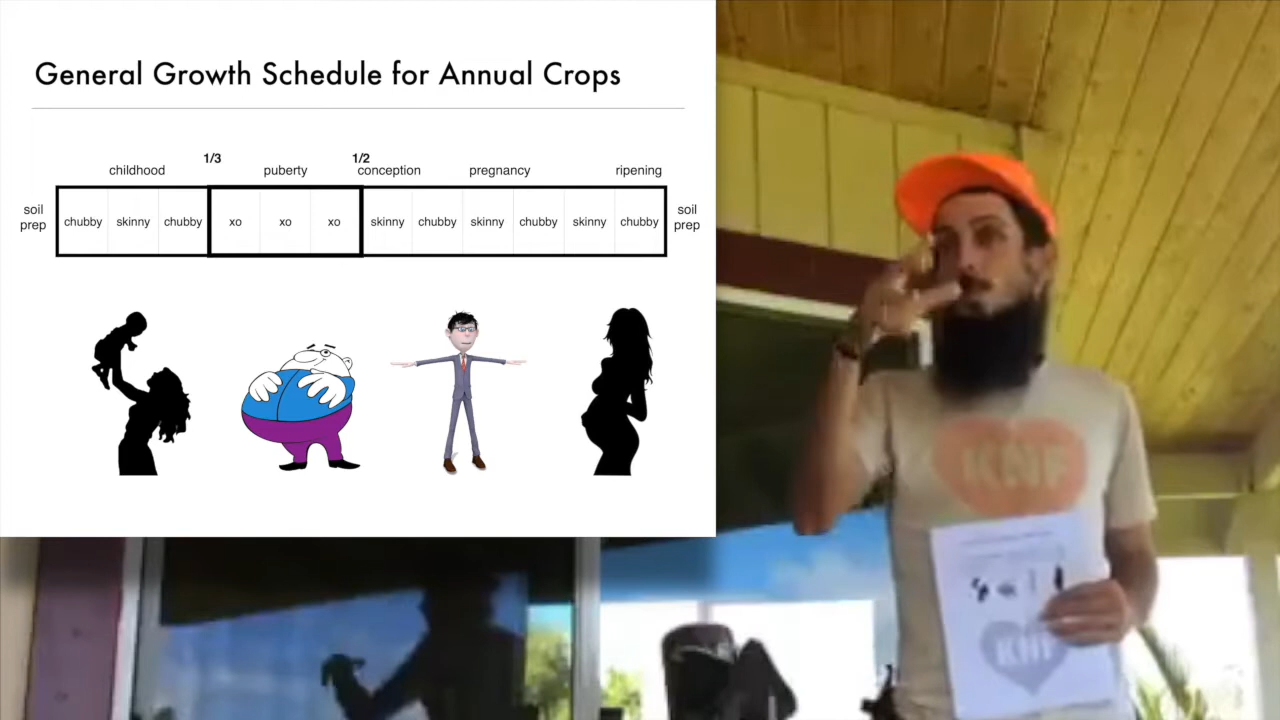 General Growth Schedule for Annual Crops
1/3 1/2
childhood puberty conception pregnancy ripening
soil prep chubby skinny chubby xo xo xo skinny chubby skinny chubby skinny chubby soil prep
KNF
KNF